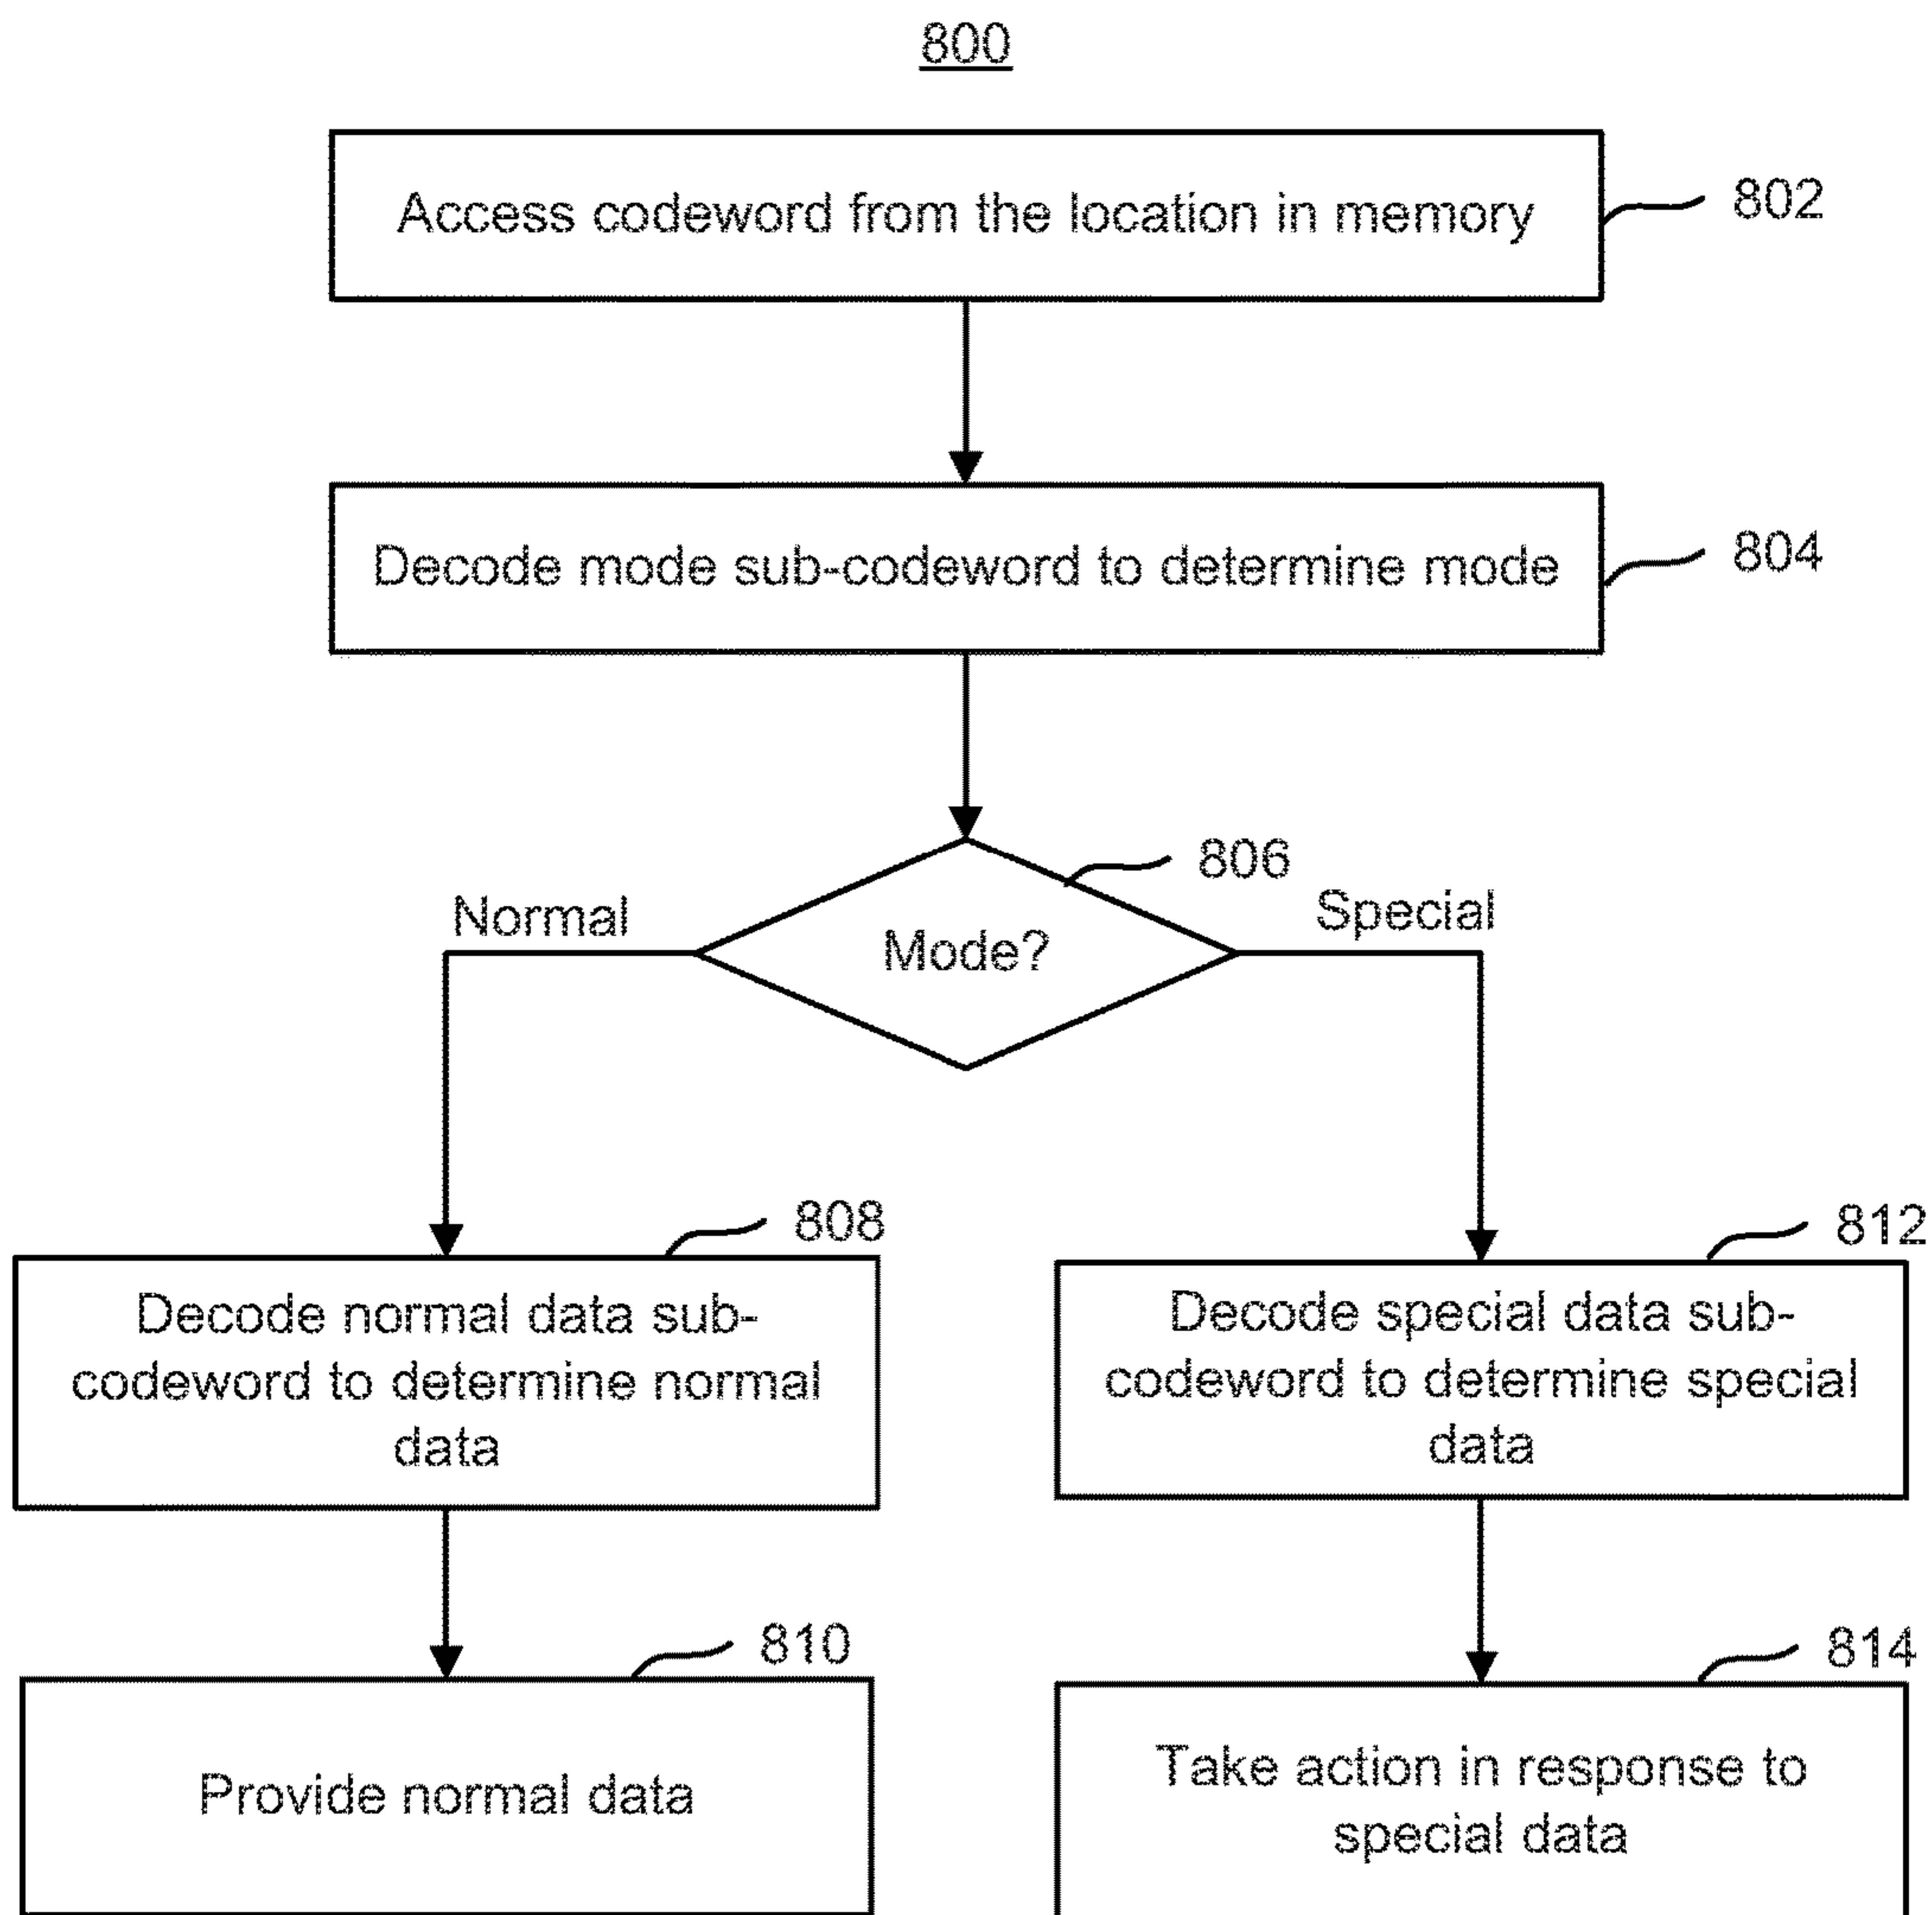 800
Access codeword from the location in memory
802
Decode mode sub-codeword to determine mode
804
806
Normal
Mode?
Special
808
Decode normal data sub-
codeword to determine normal
data
812
Decode special data sub-
codeword to determine special
data
810
Provide normal data
814
Take action in response to
special data